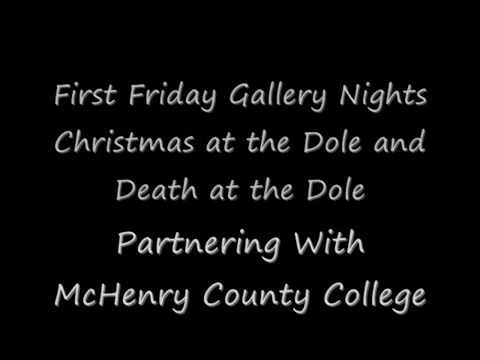 First Friday Gallery Nights
Christmas at the Dole and
Death at the Dole
Partnering With
McHenry County College